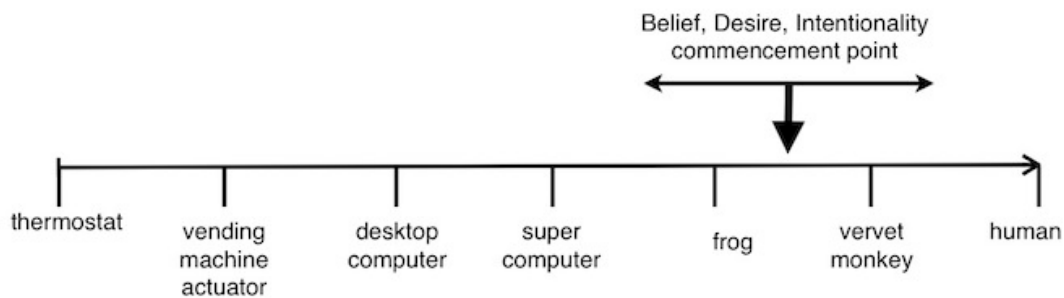 Belief, Desire, Intentionality
commencement point
thermostat
vending
machine
actuator
desktop
computer
super
computer
frog
vervet
monkey
human